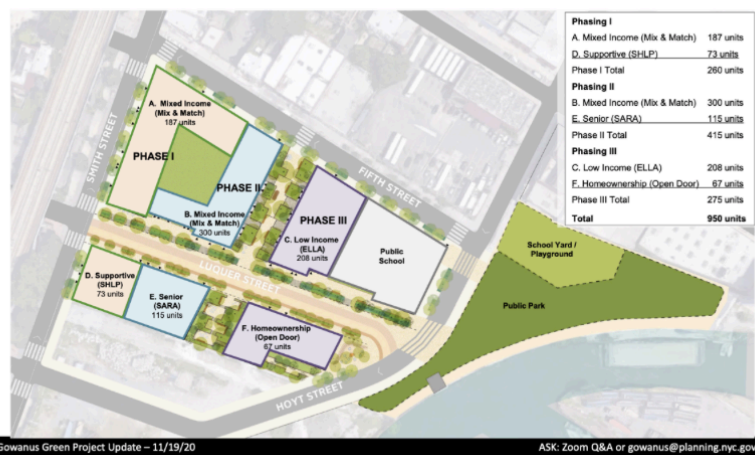 Phasing I
A. Mixed Income (Mix & Match) 187 units
D. Supportive (SHLP) 73 units
Phase I Total 260 units
Phasing II
B. Mixed Income (Mix & Match) 300 units
E. Senior (SARA) 115 units
Phase II Total 415 units
Phasing III
C. Low Income (ELLA) 208 units
F. Homeownership (Open Door) 67 units
Phase III Total 275 units
Total 950 units
A. Mixed Income
(Mix & Match)
187 units
SMITH STREET
PHASE I
FIFTH STREET
PHASE II
B. Mixed Income
(Mix & Match)
300 units
PHASE III
C. Low Income
(ELLA)
208 units
Public
School
School Yard /
Playground
Public Park
LUQUER STREET
D. Supportive
(SHLP)
73 units
E. Senior
(SARA)
115 units
F. Homeownership
(Open Door)
67 units
HOYT STREET
Gowanus Green Project Update – 11/19/20
ASK: Zoom Q&A or gowanus@planning.nyc.gov